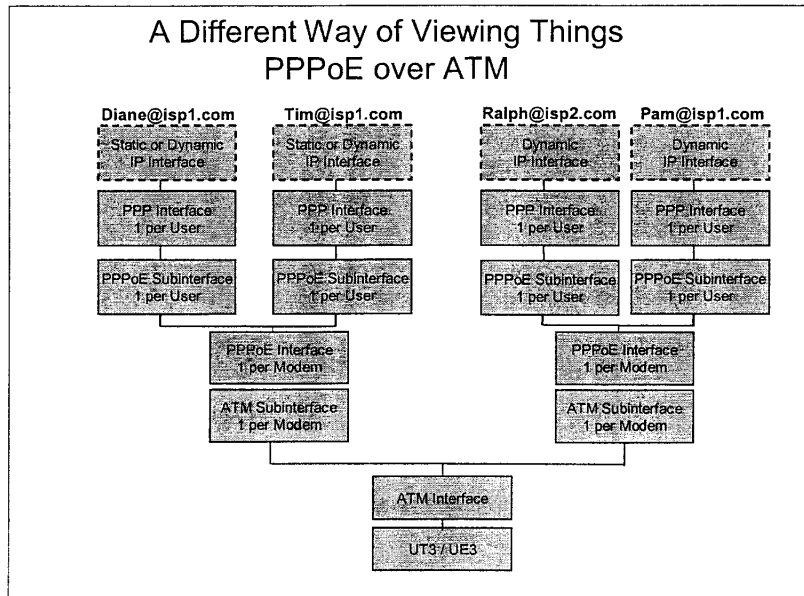 A Different Way of Viewing Things
PPPoE over ATM
Diane@isp1.com
Tim@isp1.com
Ralph@isp2.com
Pam@isp1.com
Static or Dynamic
IP Interface
Static or Dynamic
IP Interface
Dynamic
IP Interface
Dynamic
IP Interface
PPP Interface
1 per User
PPP Interface
1 per User
PPP Interface
1 per User
PPP Interface
1 per User
PPPoE Subinterface
1 per User
PPPoE Subinterface
1 per User
PPPoE Subinterface
1 per User
PPPoE Subinterface
1 per User
PPPoE Interface
1 per Modem
PPPoE Interface
1 per Modem
ATM Subinterface
1 per Modem
ATM Subinterface
1 per Modem
ATM Interface
UT3 / UE3